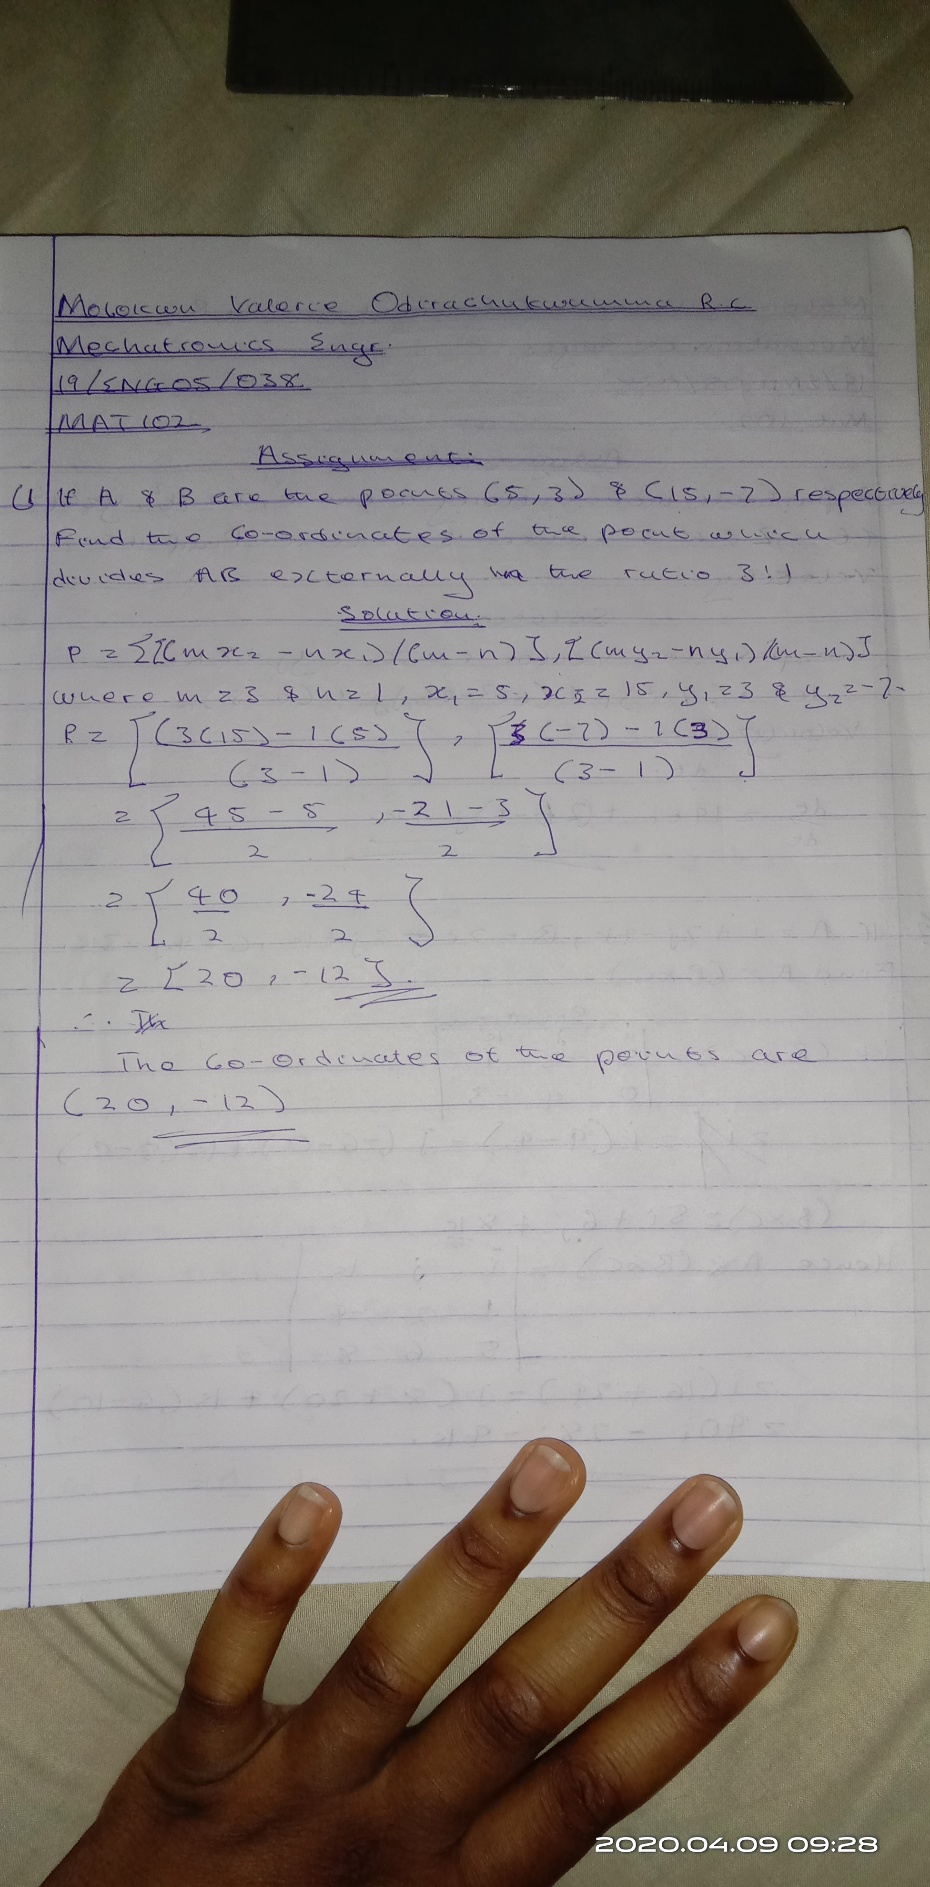 Molokwu Valerie Odirachukwumma R.C
Mechatronics Engr.
19/ENG05/038
MAT 102
Assignment:
1) If A & B are the points (5,3) & (15,-7) respectively
Find the Co-ordinates of the point which
divides AB externally in the ratio 3:1
Solution:
P = {[(mx₂ - nx₁)/(m-n)], [(my₂-ny₁)/(m-n)]
where m=3 & n=1, x₁=5, x₂=15, y₁=3 & y₂=-7.
P = [(3(15)-1(5)) / (3-1)], [3(-7)-1(3) / (3-1)]
= [45-5 / 2, -21-3 / 2]
= [40 / 2, -24 / 2]
= [20, -12].
∴
The Co-ordinates of the points are
(20, -12)
2020.04.09 09:28